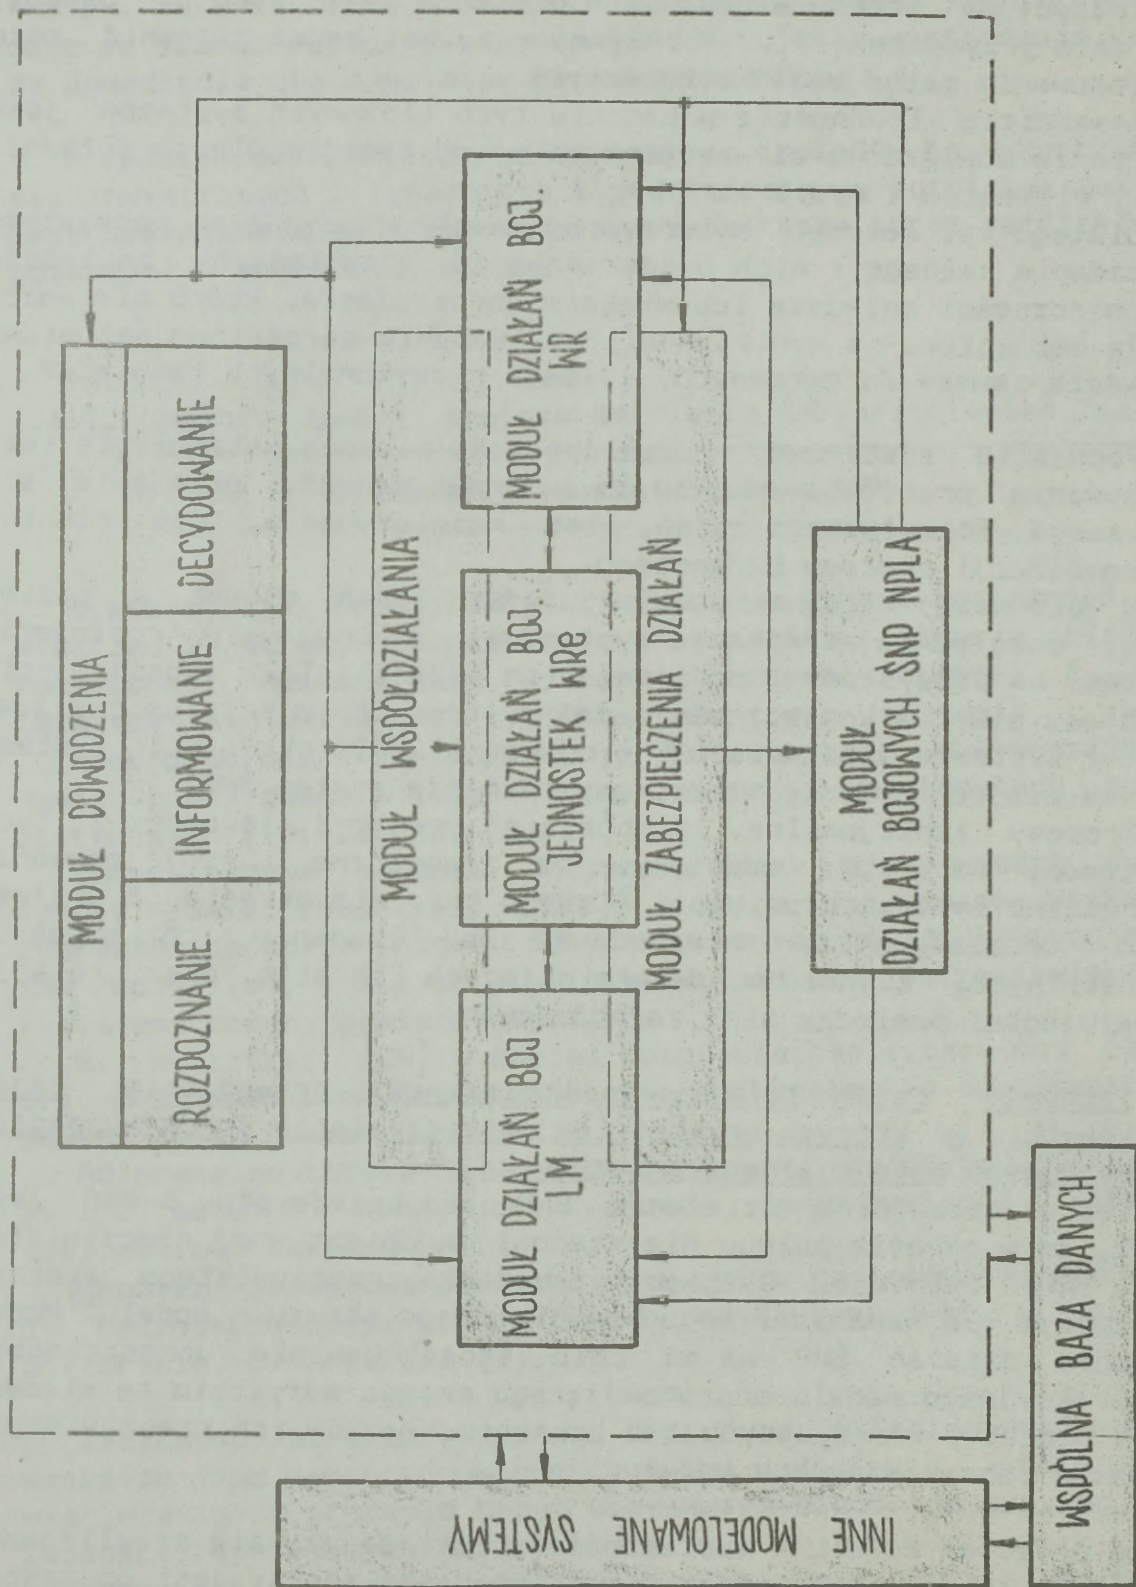 MODUŁ DOWODZENIA
ROZPOZNANIE
INFORMOWANIE
DECYDOWANIE
MODUŁ WSPÓŁDZIAŁANIA
MODUŁ DZIAŁAŃ BOJ
LM
MODUŁ DZIAŁAŃ BOJ.
JEDNOSTEK WRe
MODUŁ DZIAŁAŃ BOJ.
WR
MODUŁ ZABEZPIECZENIA DZIAŁAŃ
MODUŁ
DZIAŁAŃ BOJOWYCH ŚNP NPLA
INNE MODELOWANE SYSTEMY
WSPÓLNA BAZA DANYCH